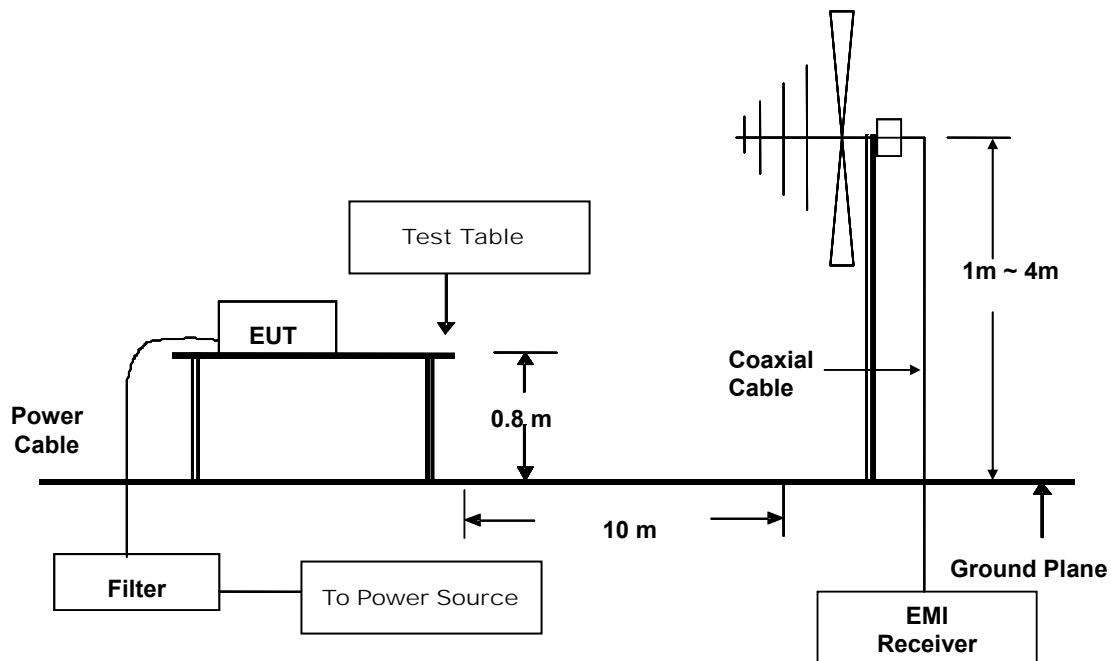 Test Table
EUT
1m ~ 4m
Coaxial
Cable
0.8 m
Power
Cable
10 m
Ground Plane
Filter
To Power Source
EMI
Receiver